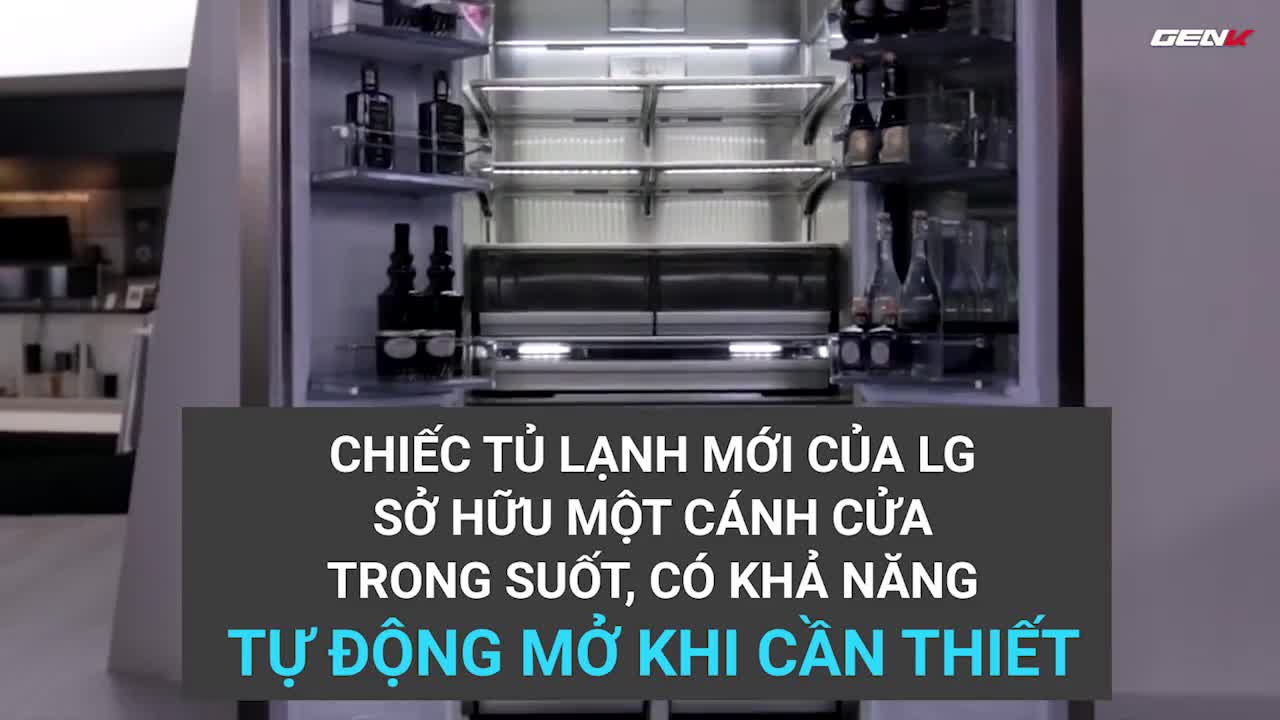 GENK
CHIẾC TỦ LẠNH MỚI CỦA LG
SỞ HỮU MỘT CÁNH CỬA
TRONG SUỐT, CÓ KHẢ NĂNG
TỰ ĐỘNG MỞ KHI CẦN THIẾT